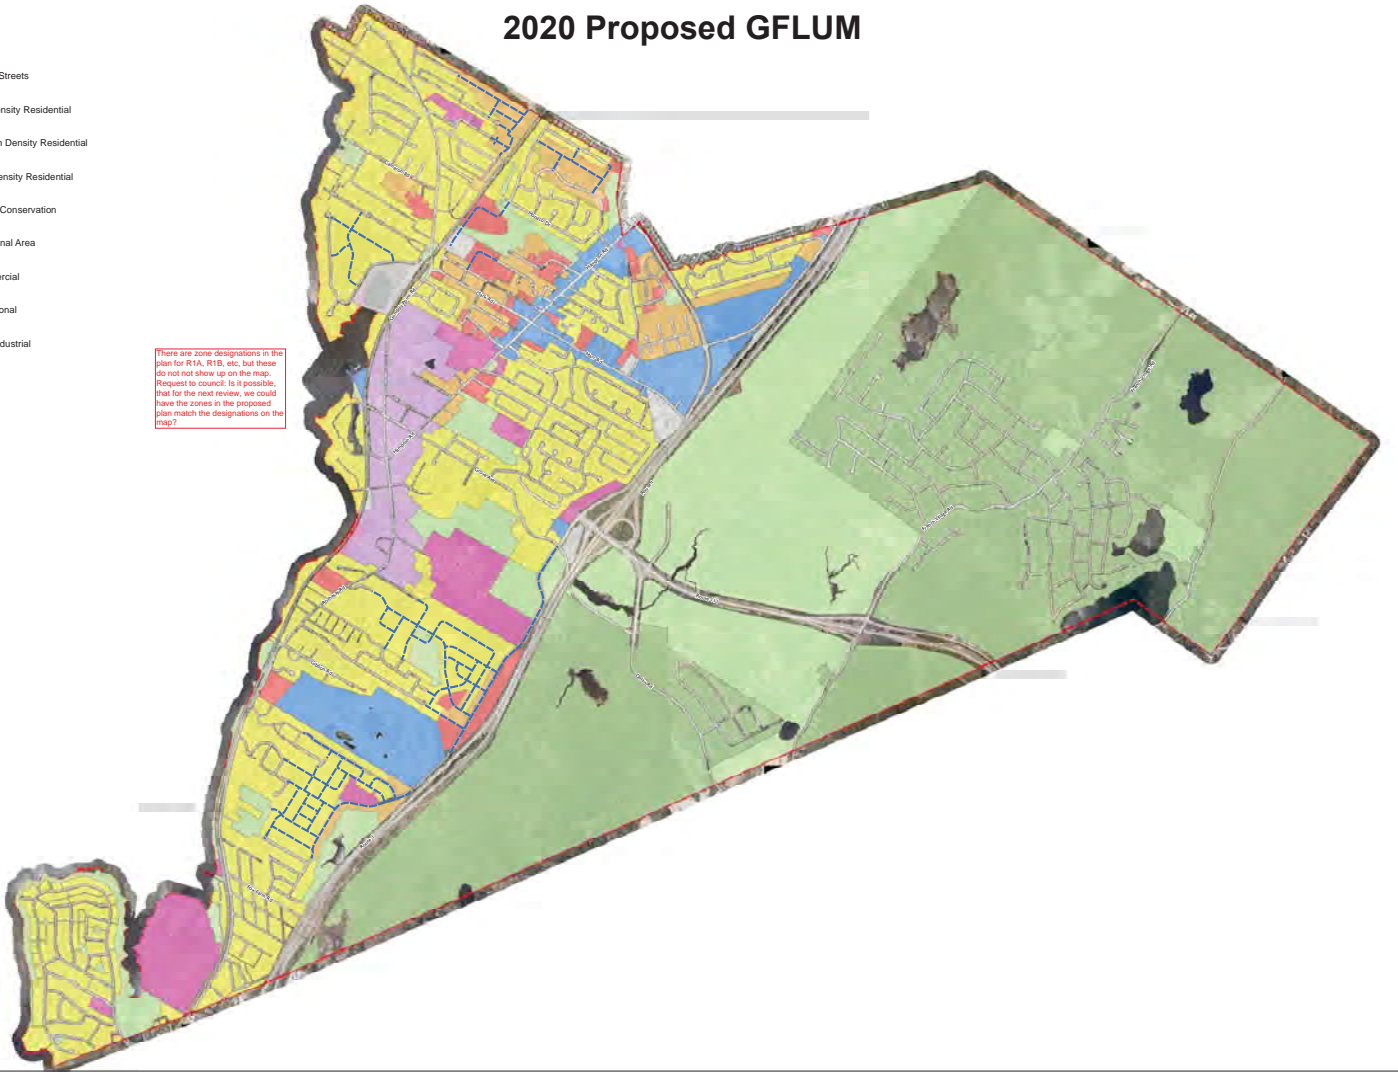 2020 Proposed GFLUM
Streets
ensity Residential
n Density Residential
ensity Residential
Conservation
nal Area
ercial
onal
dustrial
There are zone designations in the
plan for R1A, R1B, etc, but these
do not not show up on the map.
Request to council: Is it possible,
that for the next review, we could
have the zones in the proposed
plan match the designations on the
map?